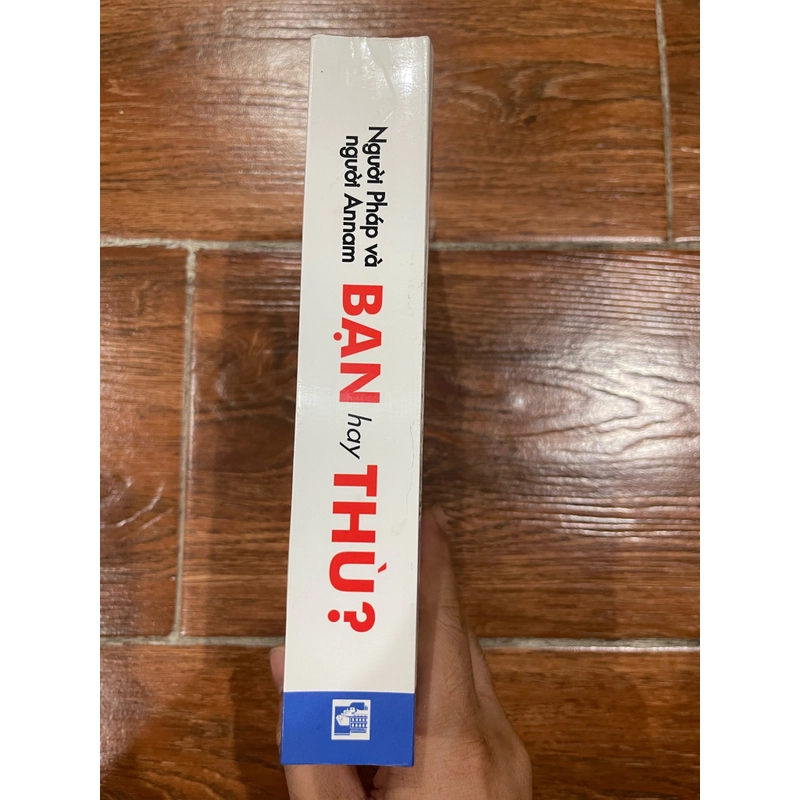 Người Pháp và
người Annam
BẠN hay THÙ?